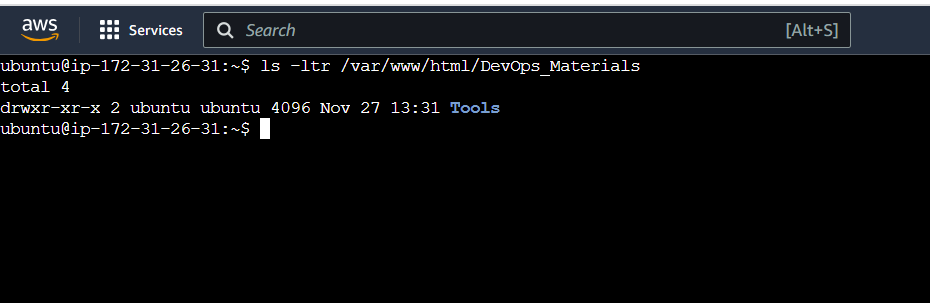 aws Services Search [Alt+S]
ubuntu@ip-172-31-26-31:~$ ls -ltr /var/www/html/DevOps_Materials
total 4
drwxr-xr-x 2 ubuntu ubuntu 4096 Nov 27 13:31 Tools
ubuntu@ip-172-31-26-31:~$